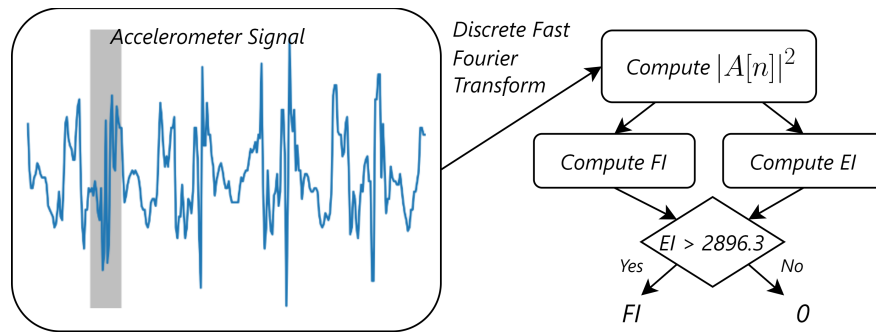 Accelerometer Signal
Discrete Fast
Fourier
Transform
Compute |A[n]|²
Compute FI
Compute EI
EI > 2896.3
Yes
No
FI
0